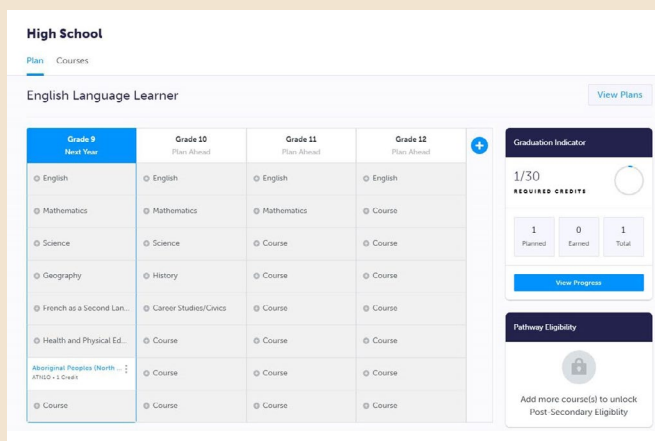 High School
Plan Courses
English Language Learner
View Plans
Grade 9 Grade 10 Grade 11 Grade 12
Next Year Plan Ahead Plan Ahead Plan Ahead
English English English English
Mathematics Mathematics Mathematics Course
Science Science Course Course
Geography History Course Course
French as a Second Lan... Career Studies/Civics Course Course
Health and Physical Ed... Course Course Course
Aboriginal Peoples (North ... Course Course Course
ATN1O • 1 Credit
Course Course Course Course
Graduation Indicator
1/30
REQUIRED CREDITS
1 0 1
Planned Earned Total
View Progress
Pathway Eligibility
Add more course(s) to unlock
Post-Secondary Eligiblity